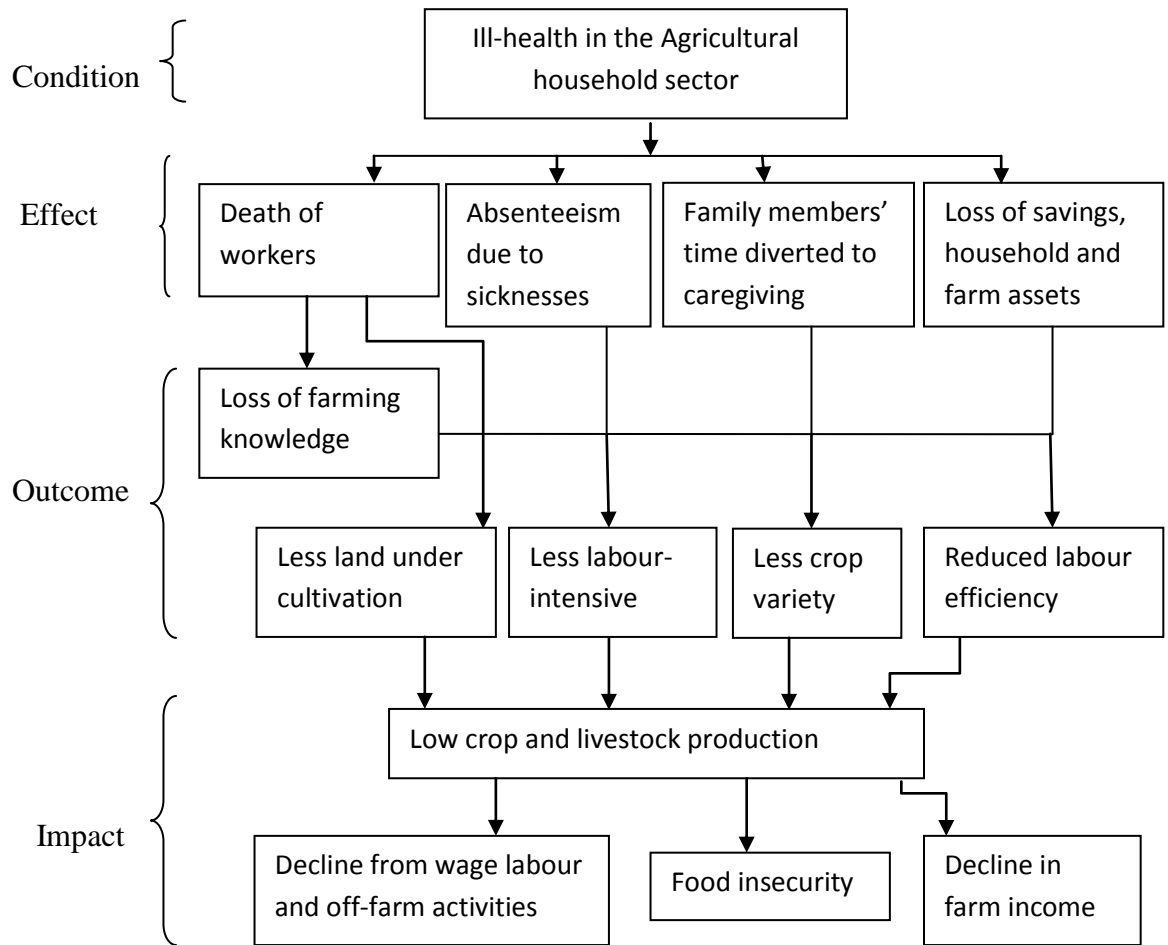 Condition
Ill-health in the Agricultural
household sector
Effect
Death of
workers
Absenteeism
due to
sicknesses
Family members’
time diverted to
caregiving
Loss of savings,
household and
farm assets
Outcome
Loss of farming
knowledge
Less land under
cultivation
Less labour-
intensive
Less crop
variety
Reduced labour
efficiency
Impact
Low crop and livestock production
Decline from wage labour
and off-farm activities
Food insecurity
Decline in
farm income